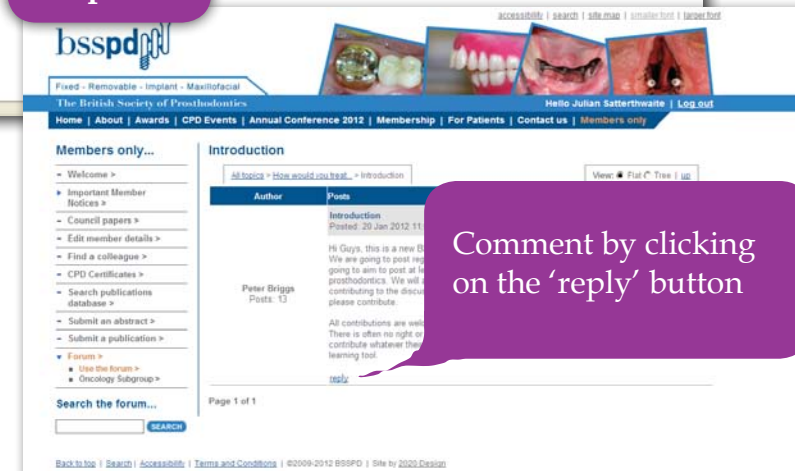 accessibility | search | site map | smaller font | larger font
bsspd
Fixed - Removable - Implant - Maxillofacial
The British Society of Prosthodontics
Hello Julian Satterthwaite | Log out
Home | About | Awards | CPD Events | Annual Conference 2012 | Membership | For Patients | Contact us | Members only
Members only...
Welcome >
Important Member
Notices >
Council papers >
Edit member details >
Find a colleague >
CPD Certificates >
Search publications
database >
Submit an abstract >
Submit a publication >
Forum >
Use the forum >
Oncology Subgroup >
Search the forum...
SEARCH
Introduction
All topics > How would you treat... > Introduction
View: Flat Tree | up
Author Posts
Introduction
Posted: 20 Jan 2012 11:
Peter Briggs
Posts: 13
Hi Guys, this is a new B
We are going to post reg
going to aim to post at le
prosthodontics. We will a
contributing to the discus
please contribute.
All contributions are welc
There is often no right or
contribute whatever their
learning tool.
reply
Page 1 of 1
Comment by clicking
on the ‘reply’ button
Back to top | Search | Accessibility | Terms and Conditions | ©2009-2012 BSSPD | Site by 2020 Design